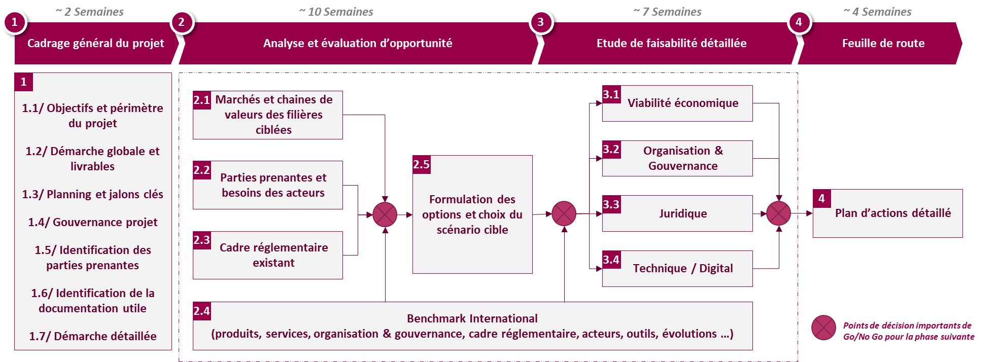 ~ 2 Semaines
~ 10 Semaines
~ 7 Semaines
~ 4 Semaines
1
2
3
4
Cadrage général du projet
Analyse et évaluation d’opportunité
Etude de faisabilité détaillée
Feuille de route
1
1.1/ Objectifs et périmètre
du projet
1.2/ Démarche globale et
livrables
1.3/ Planning et jalons clés
1.4/ Gouvernance projet
1.5/ Identification des
parties prenantes
1.6/ Identification de la
documentation utile
1.7/ Démarche détaillée
2.1
Marchés et chaines de
valeurs des filières
ciblées
2.2
Parties prenantes et
besoins des acteurs
2.3
Cadre réglementaire
existant
2.4
Benchmark International
(produits, services, organisation & gouvernance, cadre réglementaire, acteurs, outils, évolutions ...)
2.5
Formulation des
options et choix du
scénario cible
3.1
Viabilité économique
3.2
Organisation &
Gouvernance
3.3
Juridique
3.4
Technique / Digital
4
Plan d’actions détaillé
Points de décision importants de
Go/No Go pour la phase suivante